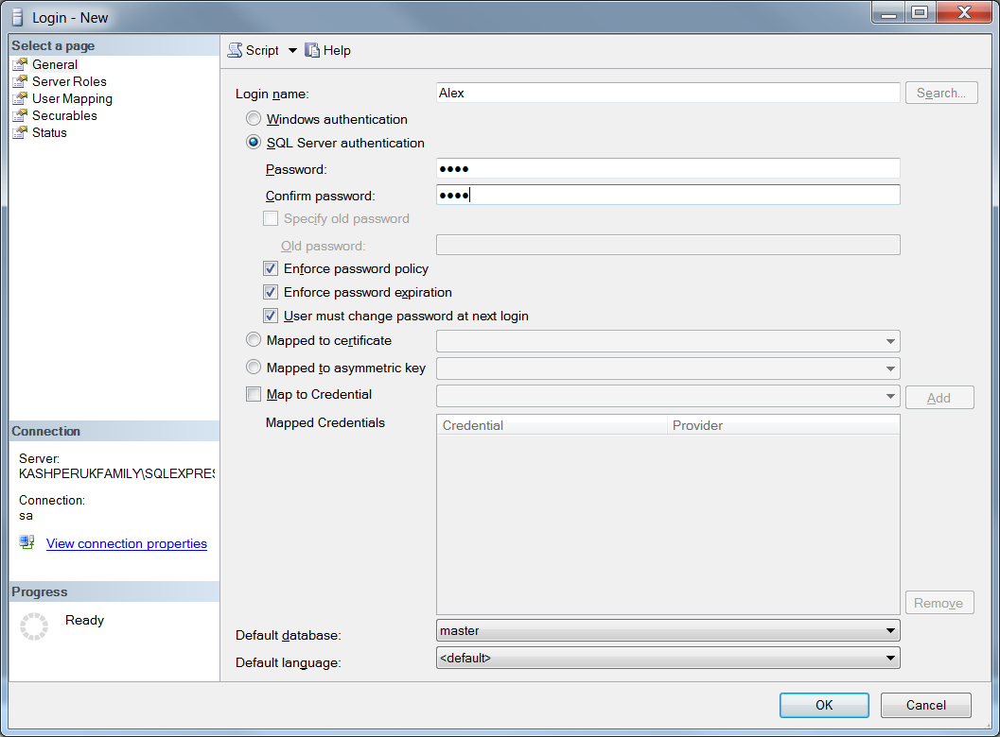 Login - New
Select a page
General
Server Roles
User Mapping
Securables
Status
Connection
Server:
KASHPERUKFAMILY\SQLEXPRES
Connection:
sa
View connection properties
Progress
Ready
Script Help
Login name: Alex Search...
Windows authentication
SQL Server authentication
Password: ●●●●
Confirm password: ●●●●
Specify old password
Old password:
Enforce password policy
Enforce password expiration
User must change password at next login
Mapped to certificate
Mapped to asymmetric key
Map to Credential Add
Mapped Credentials Credential Provider
Remove
Default database: master
Default language: <default>
OK Cancel